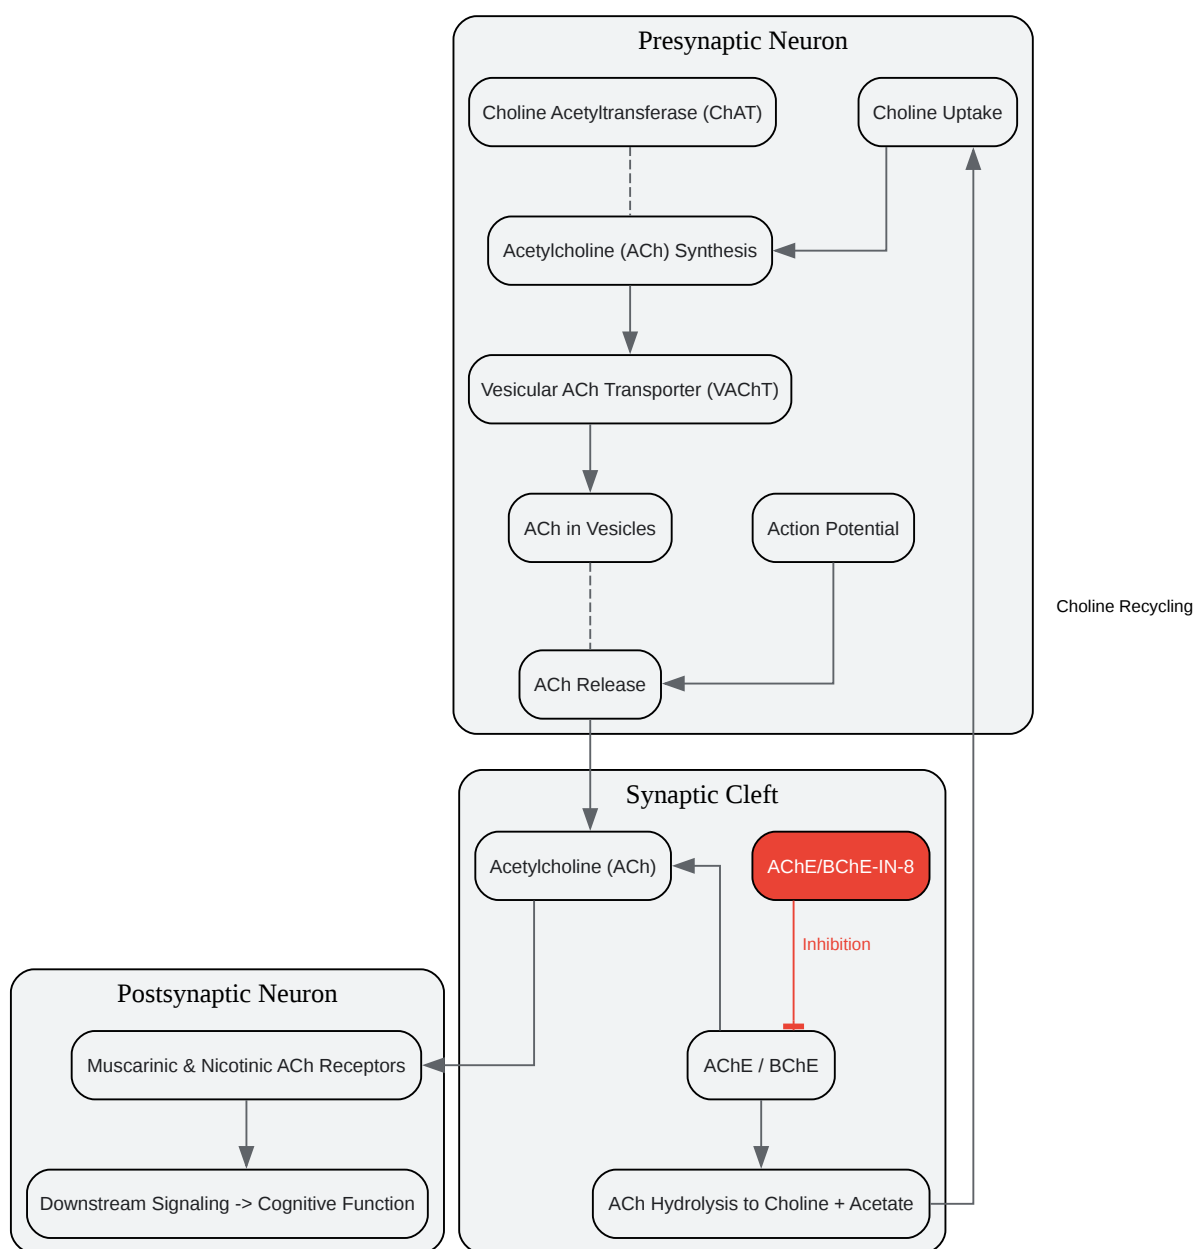 Presynaptic Neuron
Choline Acetyltransferase (ChAT)
Choline Uptake
Acetylcholine (ACh) Synthesis
Vesicular ACh Transporter (VAChT)
ACh in Vesicles
Action Potential
Choline Recycling
ACh Release
Synaptic Cleft
Acetylcholine (ACh)
AChE/BChE-IN-8
Inhibition
Postsynaptic Neuron
Muscarinic & Nicotinic ACh Receptors
AChE / BChE
Downstream Signaling -> Cognitive Function
ACh Hydrolysis to Choline + Acetate